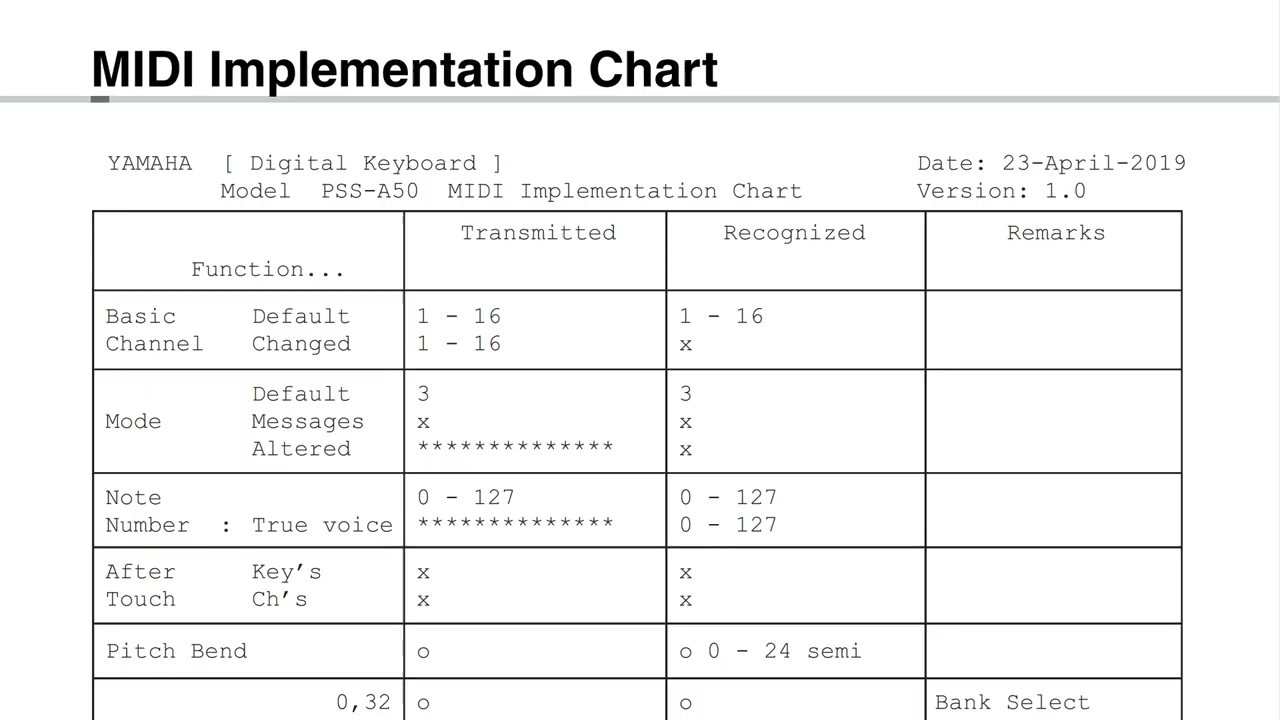 MIDI Implementation Chart
YAMAHA [ Digital Keyboard ] Date: 23-April-2019
Model PSS-A50 MIDI Implementation Chart Version: 1.0
Transmitted Recognized Remarks
Function...
Basic Default 1 - 16 1 - 16
Channel Changed 1 - 16 x
Default 3 3
Mode Messages x x
Altered ************** x
Note 0 - 127 0 - 127
Number : True voice ************** 0 - 127
After Key’s x x
Touch Ch’s x x
Pitch Bend o o 0 - 24 semi
0,32 o o Bank Select